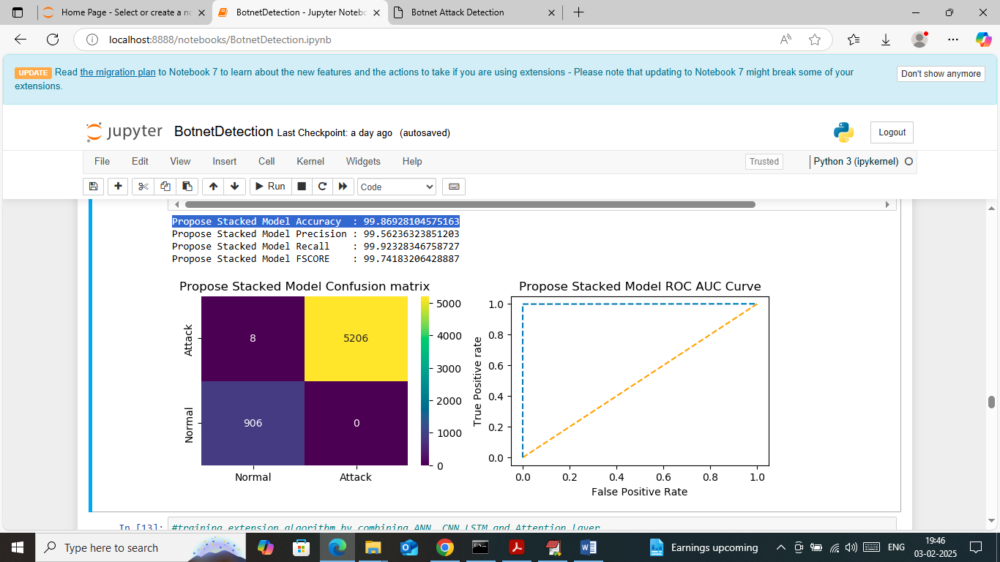 Home Page - Select or create a n
BotnetDetection - Jupyter Notebo
Botnet Attack Detection
localhost:8888/notebooks/BotnetDetection.ipynb
UPDATE Read the migration plan to Notebook 7 to learn about the new features and the actions to take if you are using extensions - Please note that updating to Notebook 7 might break some of your
extensions.
Don't show anymore
jupyter BotnetDetection Last Checkpoint: a day ago (autosaved)
Logout
File Edit View Insert Cell Kernel Widgets Help
Trusted
Python 3 (ipykernel)
Run
Code
Propose Stacked Model Accuracy : 99.86928104575163
Propose Stacked Model Precision : 99.56236323851203
Propose Stacked Model Recall : 99.92328346758727
Propose Stacked Model FSCORE : 99.74183206428887
Propose Stacked Model Confusion matrix
Attack
Normal
8
5206
906
0
Normal
Attack
5000
4000
3000
2000
1000
0
Propose Stacked Model ROC AUC Curve
True Positive rate
1.0
0.8
0.6
0.4
0.2
0.0
0.0 0.2 0.4 0.6 0.8 1.0
False Positive Rate
In [13]: #training extension algorithm by combining ANN, CNN LSTM and Attention Layer
Type here to search
Earnings upcoming
ENG
19:46
03-02-2025